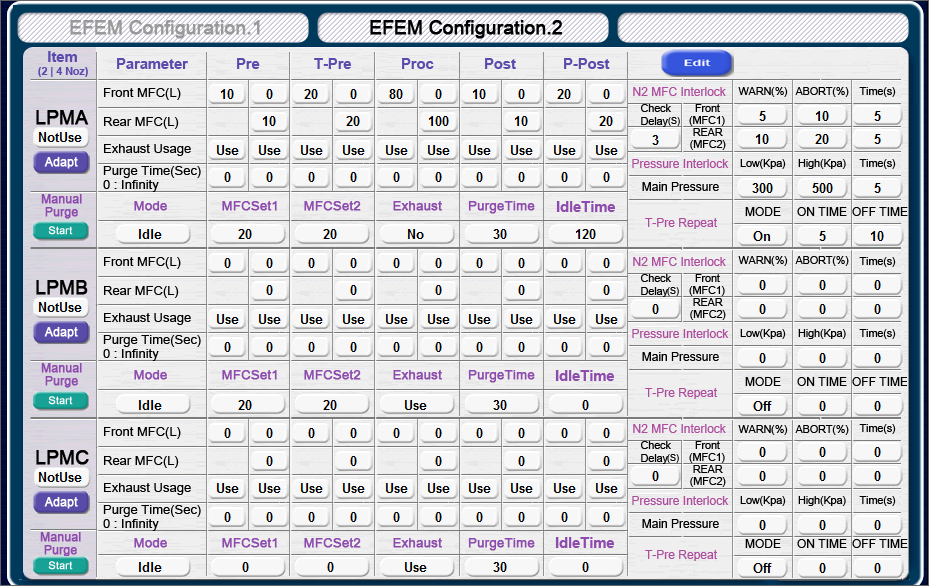 EFEM Configuration.1 EFEM Configuration.2
Item Parameter Pre T-Pre Proc Post P-Post Edit
(2 | 4 Noz)
LPMA
NotUse
Adapt
Front MFC(L) 10 0 20 0 80 0 10 0 20 0
Rear MFC(L) 10 20 100 10 20
Exhaust Usage Use Use Use Use Use Use Use Use Use Use
Purge Time(Sec) 0 0 0 0 0 0 0 0 0 0
0 : Infinity
N2 MFC Interlock WARN(%) ABORT(%) Time(s)
Check Front 5 10 5
Delay(S) (MFC1)
3 REAR 10 20 5
(MFC2)
Pressure Interlock Low(Kpa) High(Kpa) Time(s)
Main Pressure 300 500 5
Manual Mode MFCSet1 MFCSet2 Exhaust PurgeTime IdleTime
Purge
Start Idle 20 20 No 30 120
T-Pre Repeat MODE ON TIME OFF TIME
On 5 10
LPMB
NotUse
Adapt
Front MFC(L) 0 0 0 0 0 0 0 0 0 0
Rear MFC(L) 0 0 0 0 0
Exhaust Usage Use Use Use Use Use Use Use Use Use Use
Purge Time(Sec) 0 0 0 0 0 0 0 0 0 0
0 : Infinity
N2 MFC Interlock WARN(%) ABORT(%) Time(s)
Check Front 0 0 0
Delay(S) (MFC1)
0 REAR 0 0 0
(MFC2)
Pressure Interlock Low(Kpa) High(Kpa) Time(s)
Main Pressure 0 0 0
Manual Mode MFCSet1 MFCSet2 Exhaust PurgeTime IdleTime
Purge
Start Idle 20 20 Use 30 0
T-Pre Repeat MODE ON TIME OFF TIME
Off 0 0
LPMC
NotUse
Adapt
Front MFC(L) 0 0 0 0 0 0 0 0 0 0
Rear MFC(L) 0 0 0 0 0
Exhaust Usage Use Use Use Use Use Use Use Use Use Use
Purge Time(Sec) 0 0 0 0 0 0 0 0 0 0
0 : Infinity
N2 MFC Interlock WARN(%) ABORT(%) Time(s)
Check Front 0 0 0
Delay(S) (MFC1)
0 REAR 0 0 0
(MFC2)
Pressure Interlock Low(Kpa) High(Kpa) Time(s)
Main Pressure 0 0 0
Manual Mode MFCSet1 MFCSet2 Exhaust PurgeTime IdleTime
Purge
Start Idle 0 0 Use 30 0
T-Pre Repeat MODE ON TIME OFF TIME
Off 0 0